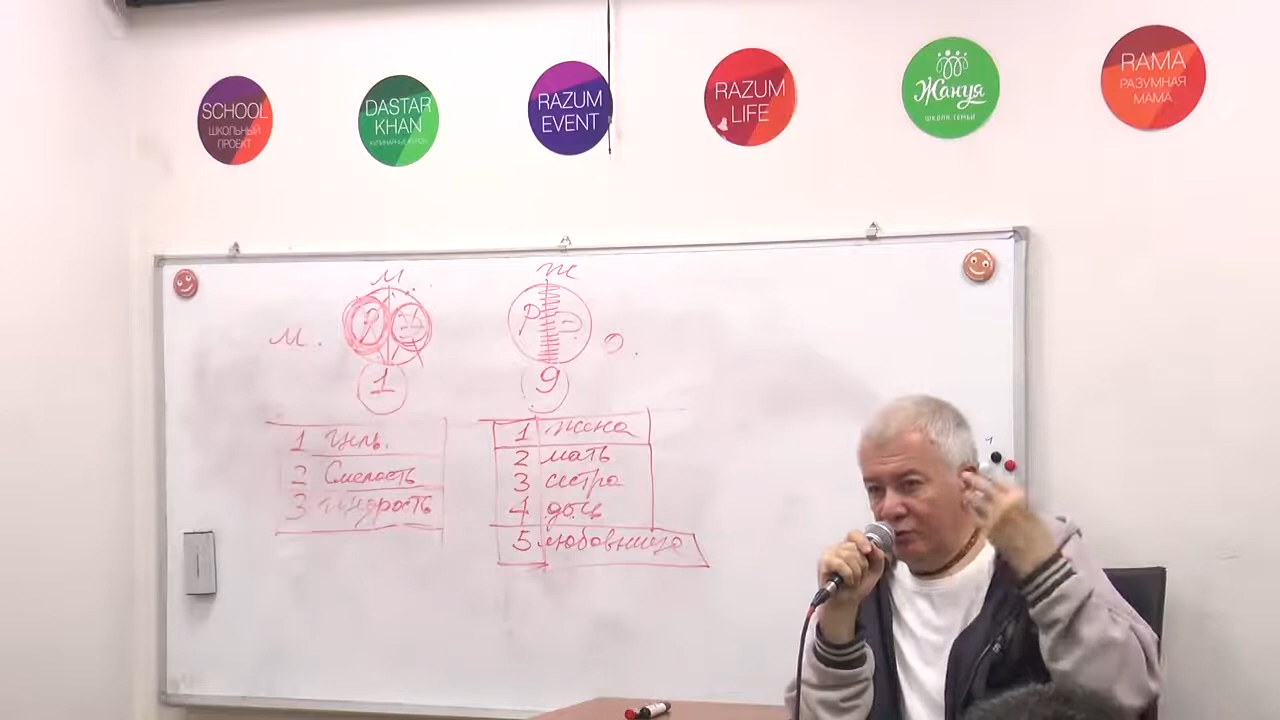 SCHOOL
ШКОЛЬНЫЙ
ПРОЕКТ
DASTAR
KHAN
RAZUM
EVENT
RAZUM
LIFE
Жануя
ШКОЛА СЕМЬИ
RAMA
РАЗУМНАЯ
МАМА
М.
Ж
М.
Р
О.
1
9
1 Цель.
2 Смелость
3 Щедрость
1 жена
2 мать
3 сестра
4 дочь
5 любовница